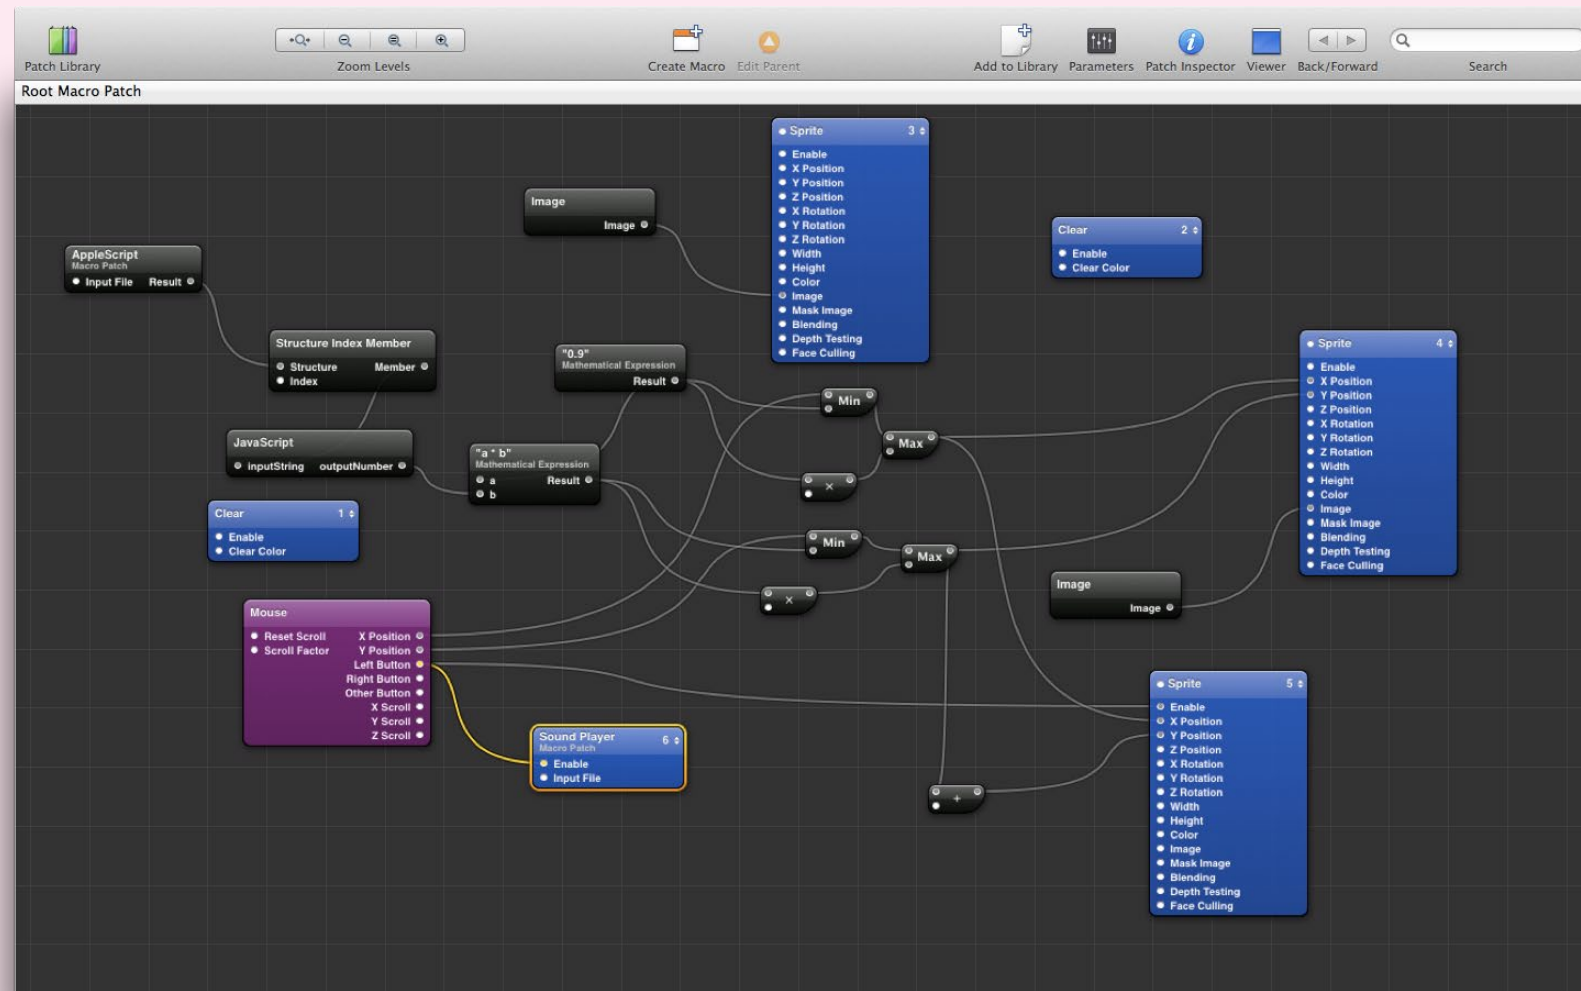 Patch Library
Zoom Levels
Create Macro
Edit Parent
Add to Library
Parameters
Patch Inspector
Viewer
Back/Forward
Search
Root Macro Patch
Sprite 3
Enable
X Position
Y Position
Z Position
X Rotation
Y Rotation
Z Rotation
Width
Height
Color
Image
Mask Image
Blending
Depth Testing
Face Culling
Image
Image
Clear 2
Enable
Clear Color
AppleScript
Macro Patch
Input File Result
Structure Index Member
Structure Member
Index
"0.9"
Mathematical Expression
Result
Min
Max
×
Sprite 4
Enable
X Position
Y Position
Z Position
X Rotation
Y Rotation
Z Rotation
Width
Height
Color
Image
Mask Image
Blending
Depth Testing
Face Culling
JavaScript
inputString outputNumber
"a * b"
Mathematical Expression
a Result
b
Clear 1
Enable
Clear Color
Min
Max
×
Image
Image
Mouse
Reset Scroll X Position
Scroll Factor Y Position
Left Button
Right Button
Other Button
X Scroll
Y Scroll
Z Scroll
Sound Player 6
Macro Patch
Enable
Input File
+
Sprite 5
Enable
X Position
Y Position
Z Position
X Rotation
Y Rotation
Z Rotation
Width
Height
Color
Image
Mask Image
Blending
Depth Testing
Face Culling